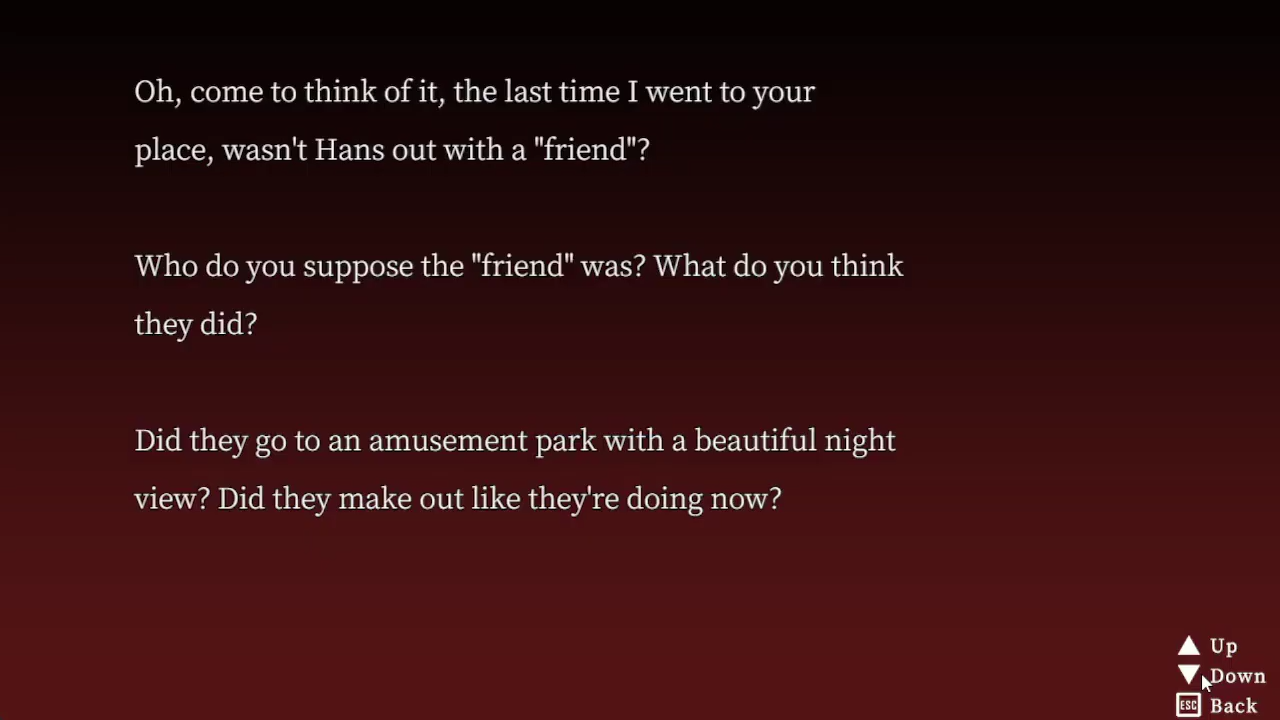 Oh, come to think of it, the last time I went to your
place, wasn't Hans out with a "friend"?
Who do you suppose the "friend" was? What do you think
they did?
Did they go to an amusement park with a beautiful night
view? Did they make out like they're doing now?
Up
Down
ESC Back